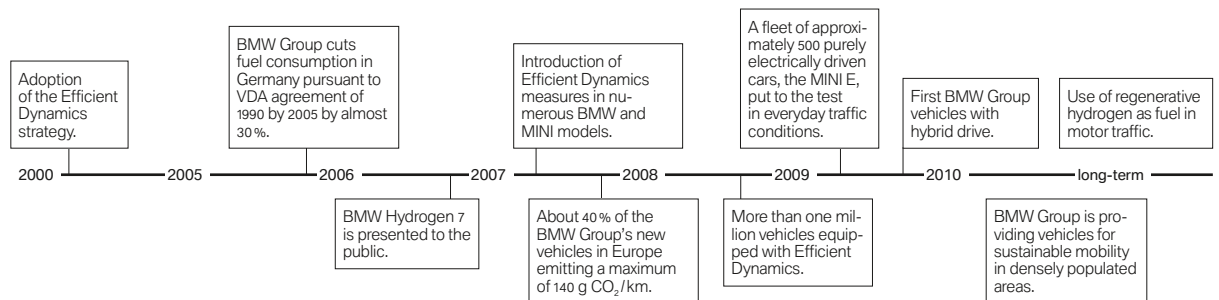 Adoption
of the Efficient
Dynamics
strategy.
BMW Group cuts
fuel consumption in
Germany pursuant to
VDA agreement of
1990 by 2005 by almost
30 %.
Introduction of
Efficient Dynamics
measures in nu-
merous BMW and
MINI models.
A fleet of approxi-
mately 500 purely
electrically driven
cars, the MINI E,
put to the test
in everyday traffic
conditions.
First BMW Group
vehicles with
hybrid drive.
Use of regenerative
hydrogen as fuel in
motor traffic.
2000 2005 2006 2007 2008 2009 2010 long-term
BMW Hydrogen 7
is presented to the
public.
About 40 % of the
BMW Group's new
vehicles in Europe
emitting a maximum
of 140 g CO₂/km.
More than one mil-
lion vehicles equip-
ped with Efficient
Dynamics.
BMW Group is pro-
viding vehicles for
sustainable mobility
in densely populated
areas.